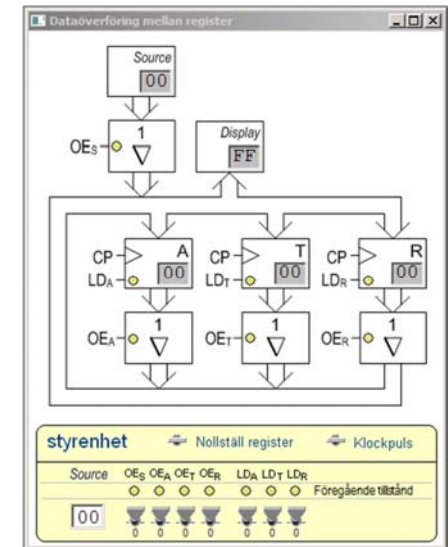 Dataöverföring mellan register
Source
00
1
OES
Display
FF
CP A CP T CP R
LDA 00 LDT 00 LDR 00
1 1 1
OEA OET OER
styrenhet Nollställ register Klockpuls
Source OES OEA OET OER LDA LDT LDR
Föregående tillstånd
00
0 0 0 0 0 0 0